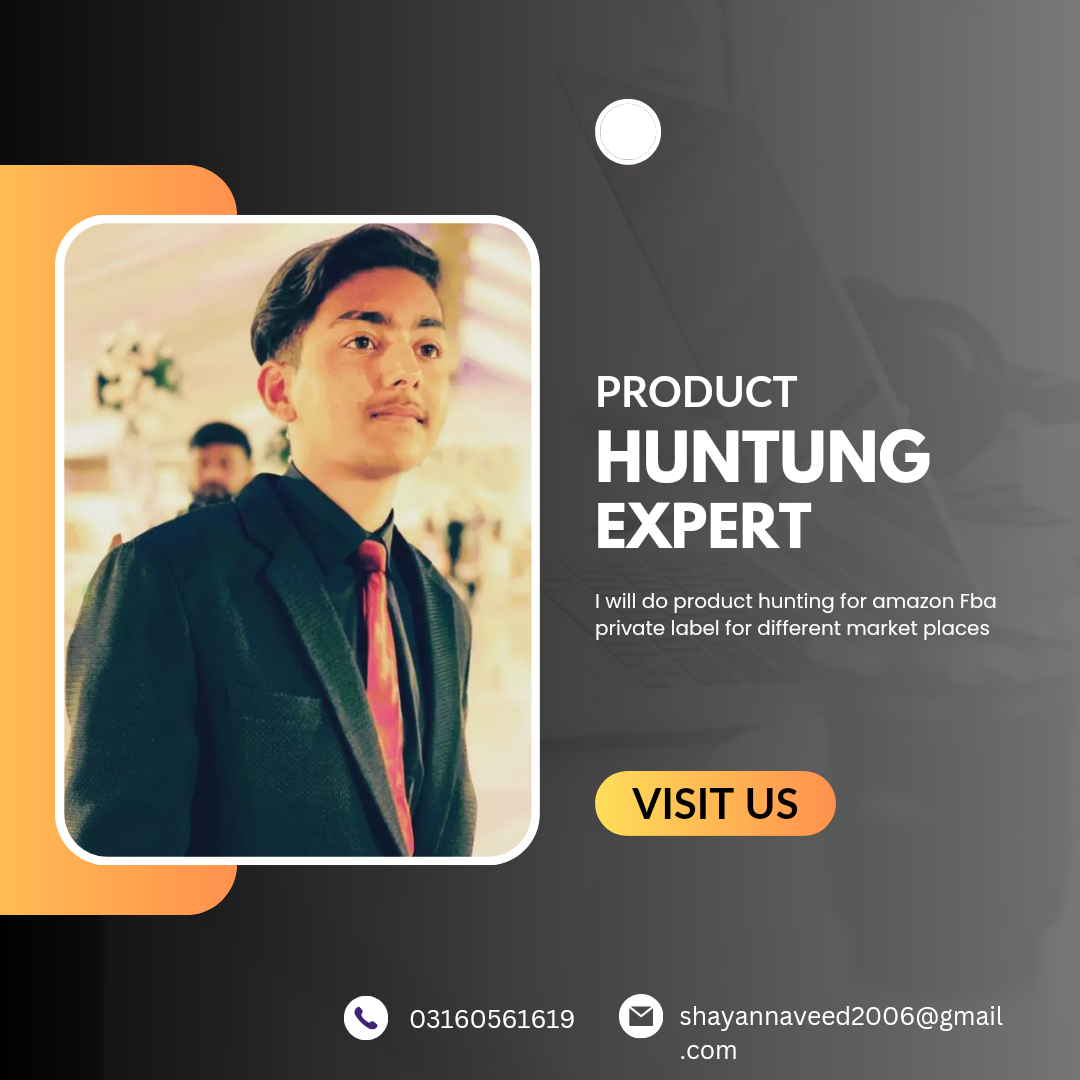 PRODUCT
HUNTUNG
EXPERT
I will do product hunting for amazon Fba
private label for different market places
VISIT US
03160561619
shayannaveed2006@gmail
.com